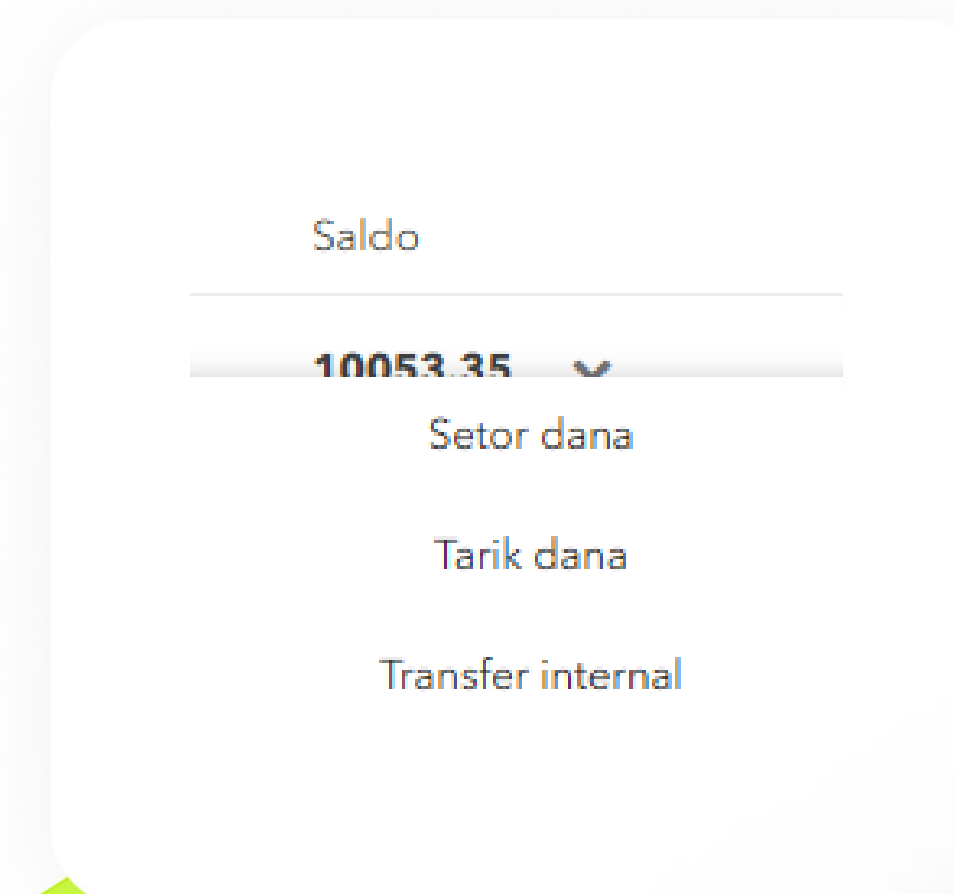 Saldo
10053.35
Setor dana
Tarik dana
Transfer internal